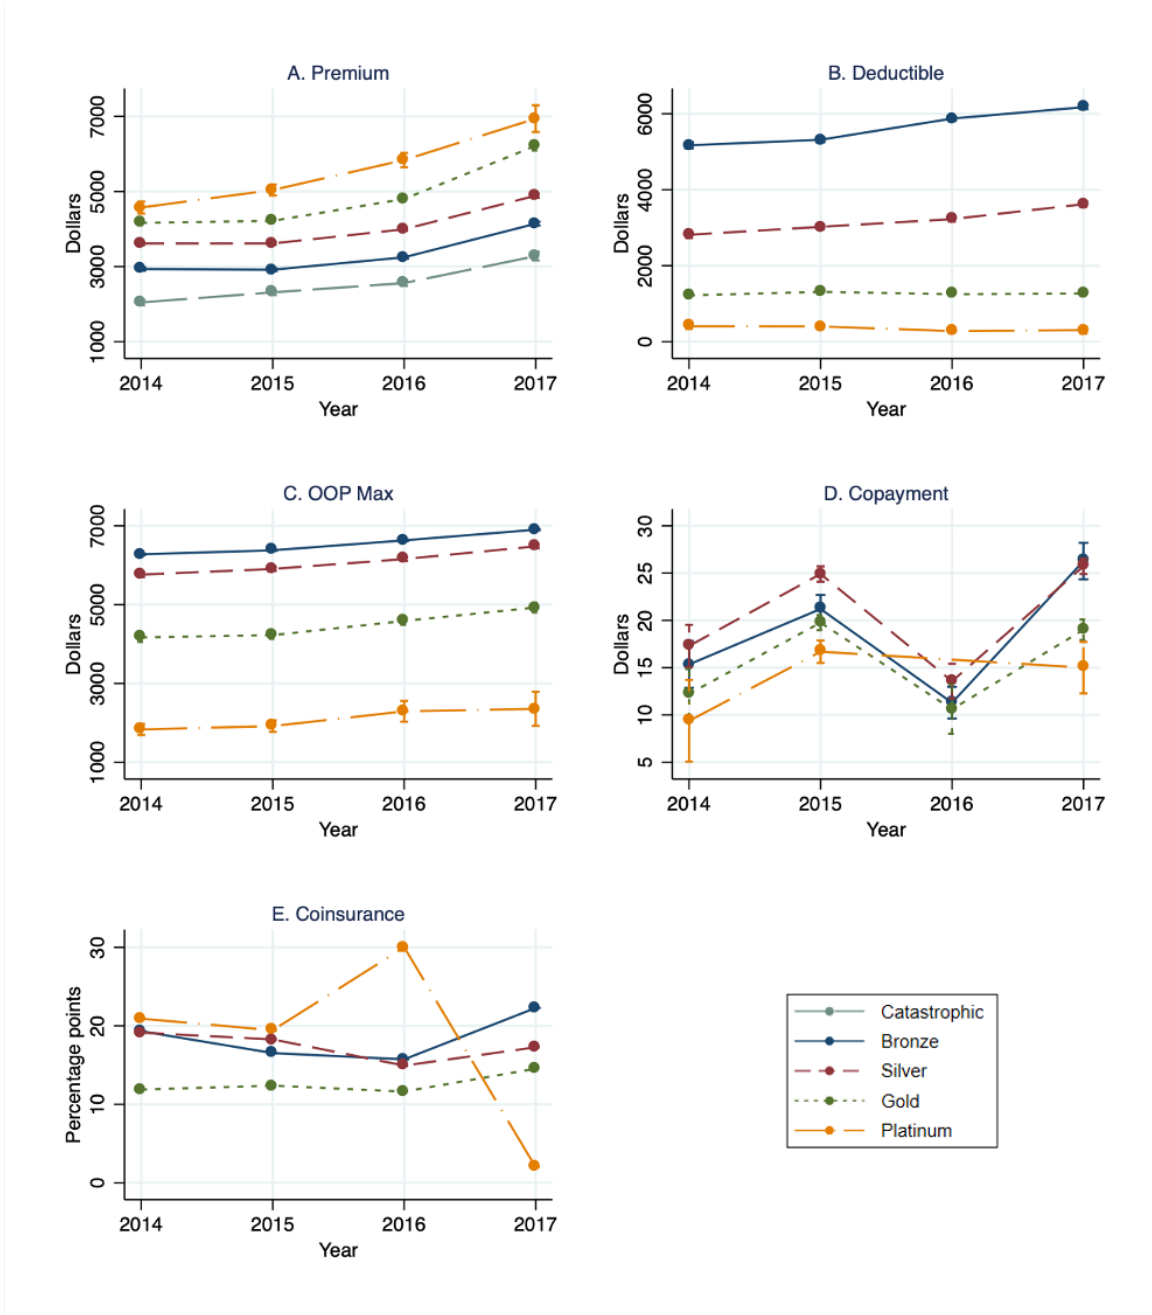 A. Premium
Dollars
7000
5000
3000
1000
2014 2015 2016 2017
Year
B. Deductible
Dollars
6000
4000
2000
0
2014 2015 2016 2017
Year
C. OOP Max
Dollars
7000
5000
3000
1000
2014 2015 2016 2017
Year
D. Copayment
Dollars
30
25
20
15
10
5
2014 2015 2016 2017
Year
E. Coinsurance
Percentage points
30
20
10
0
2014 2015 2016 2017
Year
Catastrophic
Bronze
Silver
Gold
Platinum